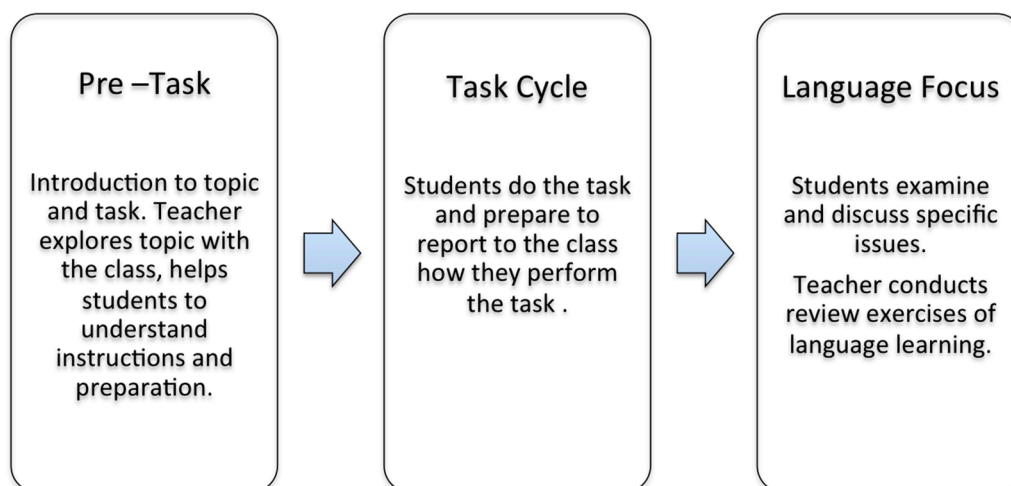 Pre –Task
Introduction to topic
and task. Teacher
explores topic with
the class, helps
students to
understand
instructions and
preparation.
Task Cycle
Students do the task
and prepare to
report to the class
how they perform
the task .
Language Focus
Students examine
and discuss specific
issues.
Teacher conducts
review exercises of
language learning.